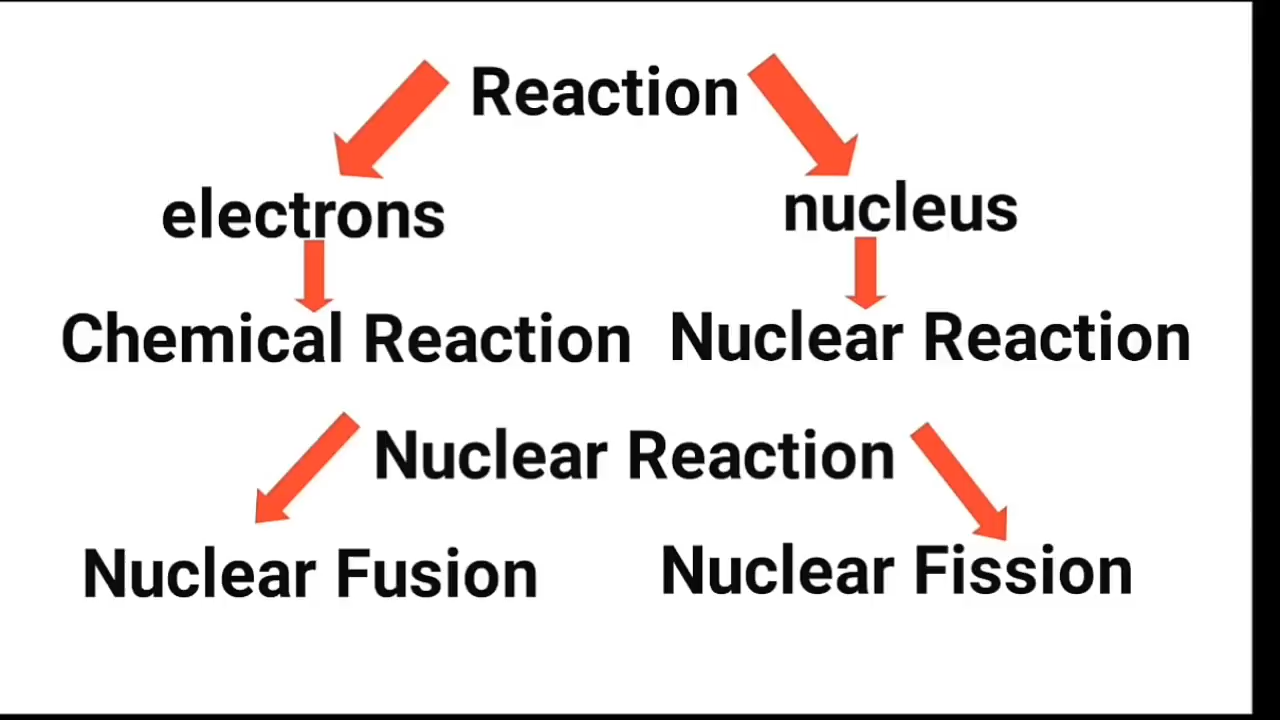 Reaction
electrons nucleus
Chemical Reaction Nuclear Reaction
Nuclear Reaction
Nuclear Fusion Nuclear Fission